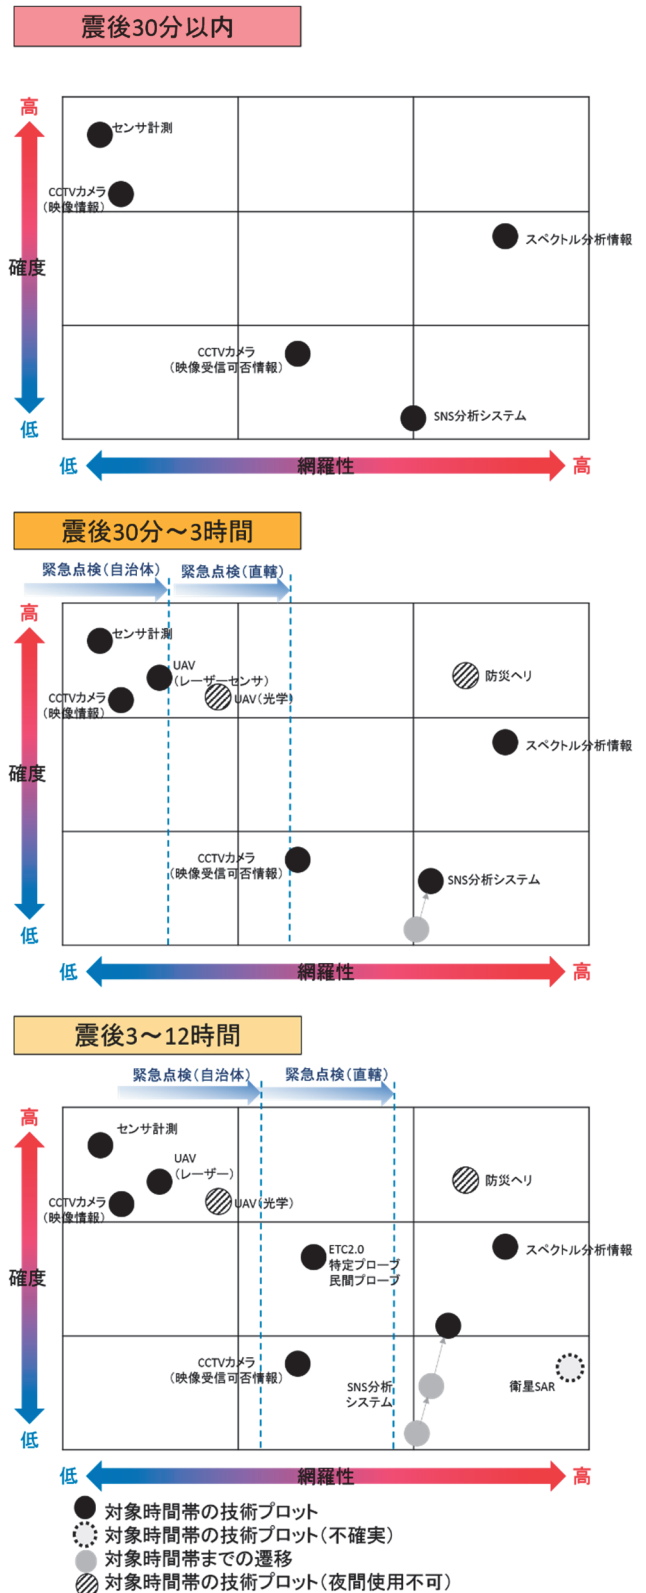 震後30分以内
高
センサ計測
CCTVカメラ
(映像情報)
スペクトル分析情報
確度
CCTVカメラ
(映像受信可否情報)
SNS分析システム
低
低
網羅性
高
震後30分～3時間
緊急点検(自治体)
緊急点検(直轄)
高
センサ計測
UAV
(レーザーセンサ)
防災ヘリ
CCTVカメラ
(映像情報)
UAV(光学)
スペクトル分析情報
確度
CCTVカメラ
(映像受信可否情報)
SNS分析システム
低
低
網羅性
高
震後3～12時間
緊急点検(自治体)
緊急点検(直轄)
高
センサ計測
UAV
(レーザー)
防災ヘリ
CCTVカメラ
(映像情報)
UAV(光学)
ETC2.0
特定プローブ
民間プローブ
スペクトル分析情報
確度
CCTVカメラ
(映像受信可否情報)
SNS分析
システム
衛星SAR
低
低
網羅性
高
対象時間帯の技術プロット
対象時間帯の技術プロット(不確実)
対象時間帯までの遷移
対象時間帯の技術プロット(夜間使用不可)